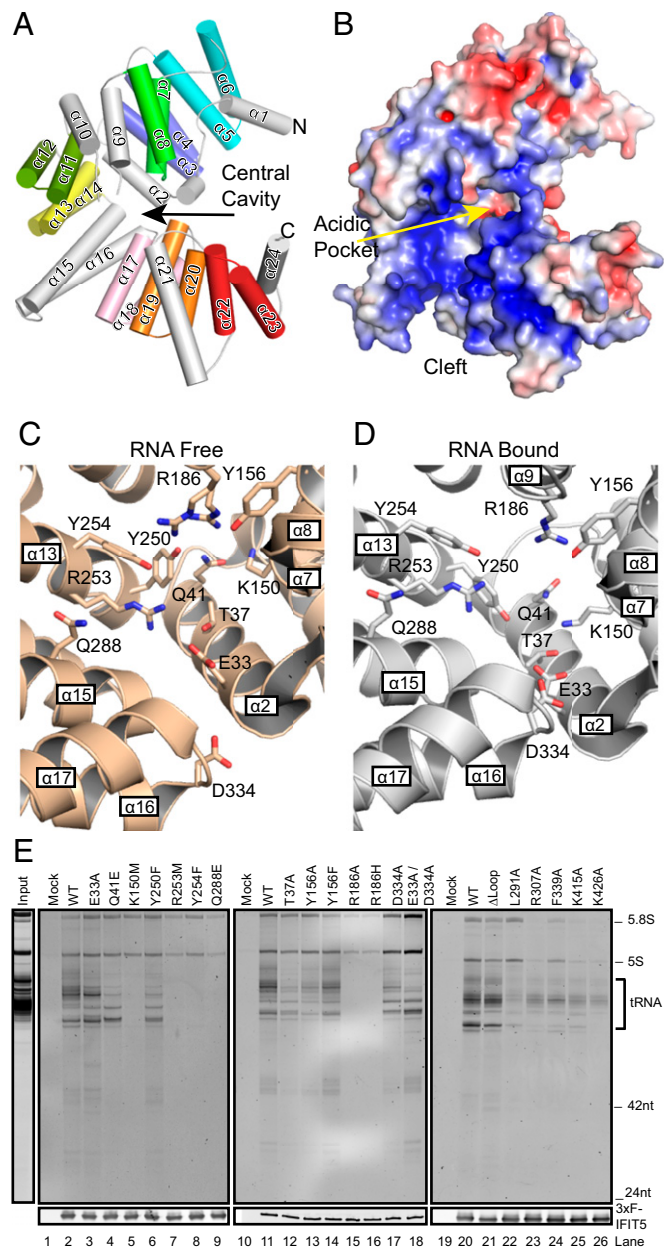 A
α12
α11
α10
α13
α14
α9
α7
α8
α4
α3
α2
α6
α5
α1
N
Central
Cavity
C
α15
α16
α17
α18
α19
α21
α20
α22
α23
α24
B
Acidic
Pocket
Cleft
C
RNA Free
R186
Y156
Y254
Y250
α13
α8
R253
Q41
K150
α7
T37
Q288
E33
α15
α2
α17
α16
D334
D
RNA Bound
α9
Y156
R186
Y254
α13
α8
R253
Y250
Q41
α7
K150
Q288
T37
α15
E33
α2
D334
α17
α16
E
Input
Mock
WT
E33A
Q41E
K150M
Y250F
R253M
Y254F
Q288E
Mock
WT
T37A
Y156A
Y156F
R186A
R186H
D334A
E33A /
D334A
Mock
WT
ΔLoop
L291A
R307A
F339A
K415A
K426A
5.8S
5S
tRNA
42nt
24nt
3xF-
IFIT5
1 2 3 4 5 6 7 8 9 10 11 12 13 14 15 16 17 18 19 20 21 22 23 24 25 26 Lane